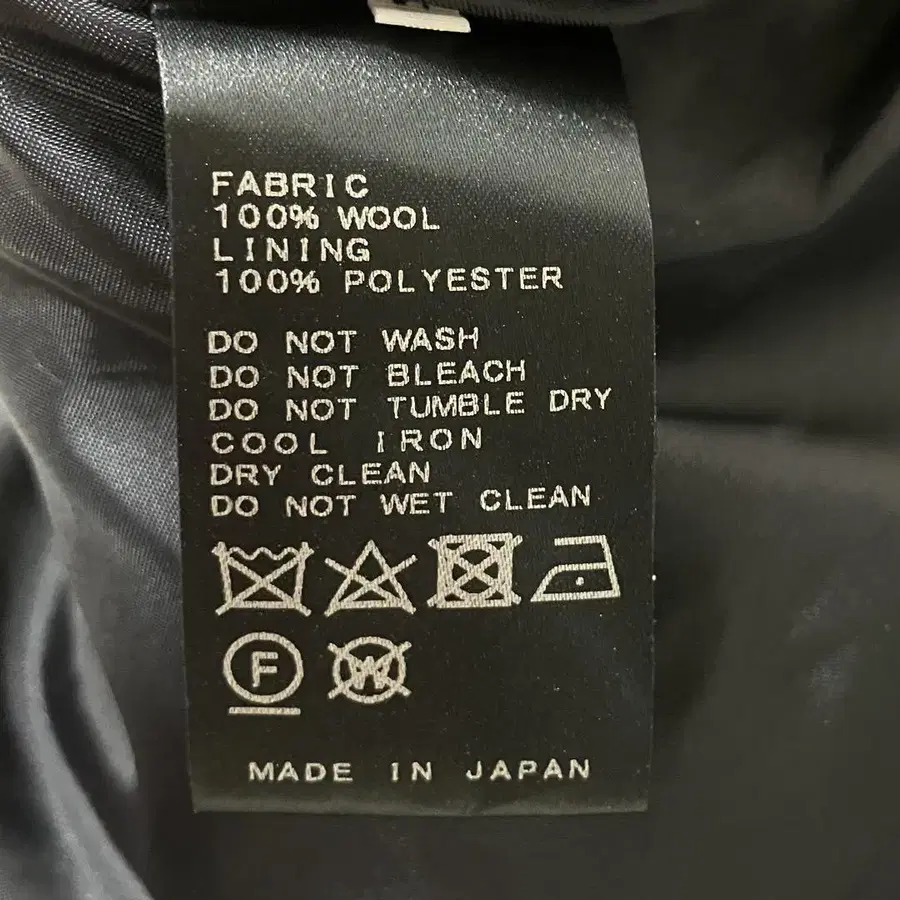 FABRIC
100% WOOL
LINING
100% POLYESTER
DO NOT WASH
DO NOT BLEACH
DO NOT TUMBLE DRY
COOL IRON
DRY CLEAN
DO NOT WET CLEAN
F W
MADE IN JAPAN